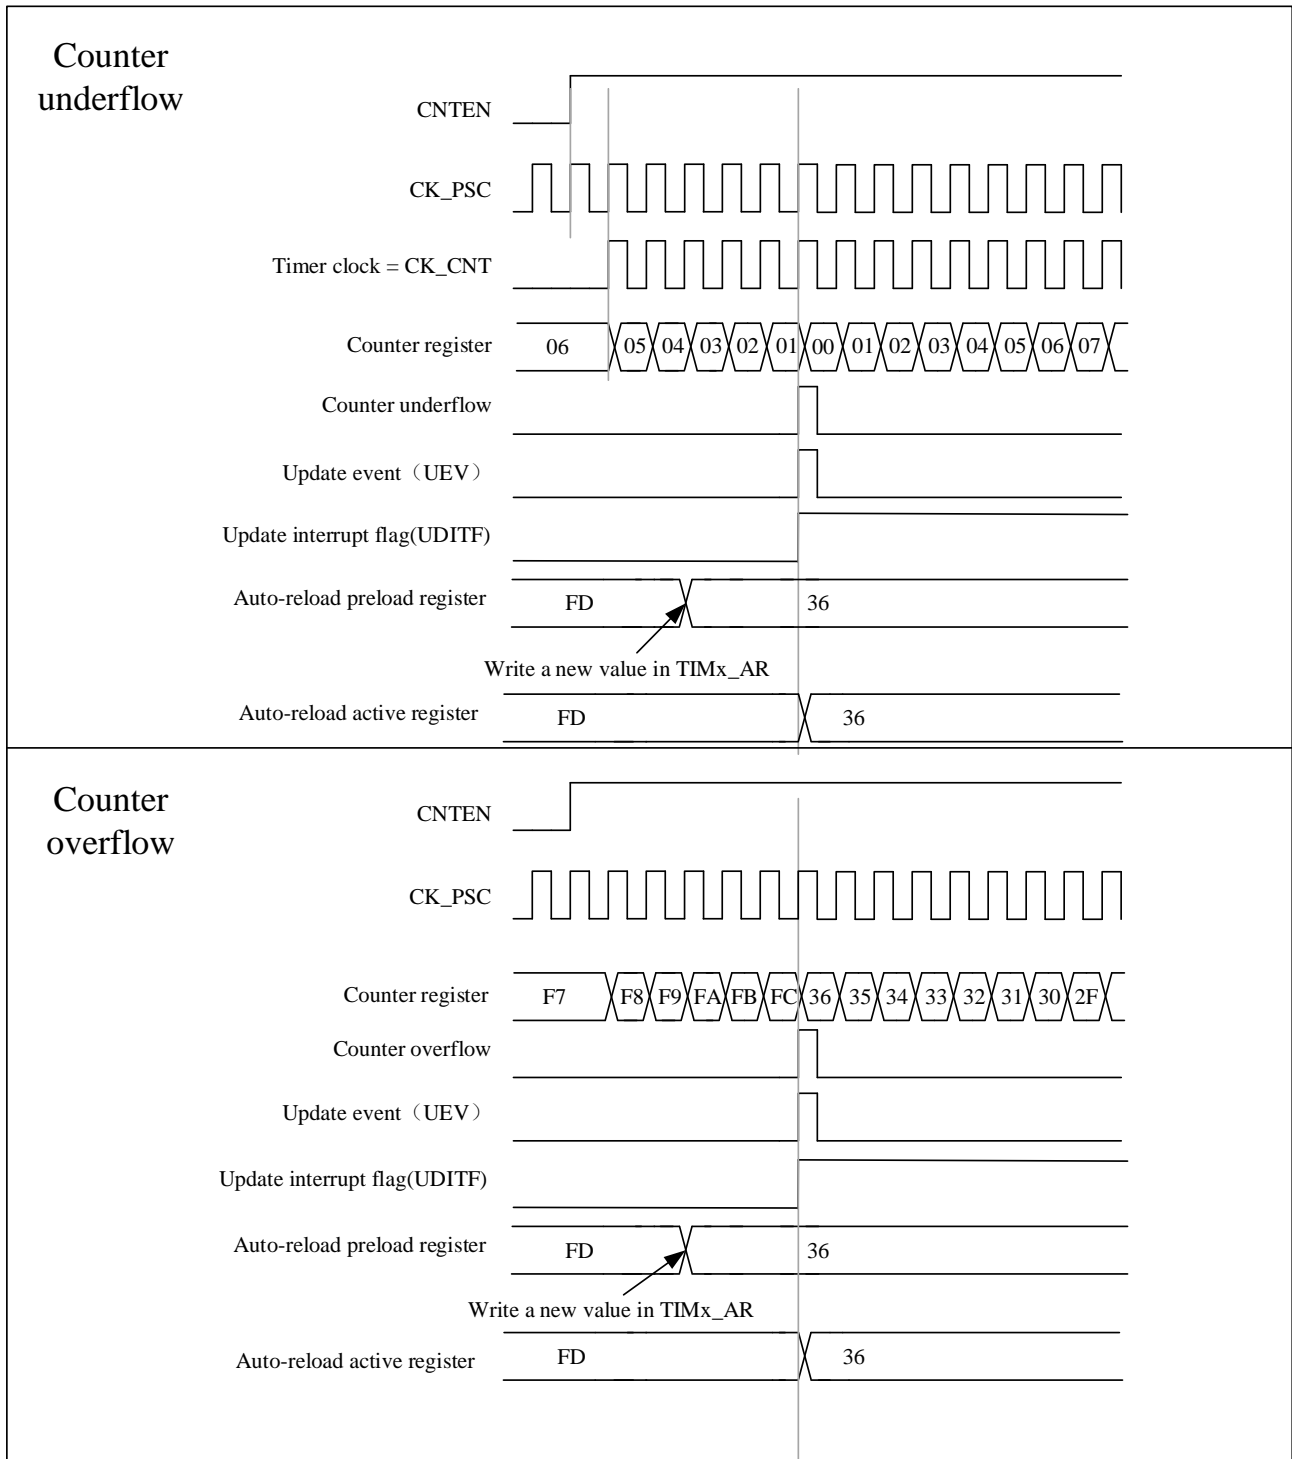 Counter
underflow
CNTEN
CK_PSC
Timer clock = CK_CNT
Counter register 06 05 04 03 02 01 00 01 02 03 04 05 06 07
Counter underflow
Update event（UEV）
Update interrupt flag(UDITF)
Auto-reload preload register FD 36
Write a new value in TIMx_AR
Auto-reload active register FD 36
Counter
overflow
CNTEN
CK_PSC
Counter register F7 F8 F9 FA FB FC 36 35 34 33 32 31 30 2F
Counter overflow
Update event（UEV）
Update interrupt flag(UDITF)
Auto-reload preload register FD 36
Write a new value in TIMx_AR
Auto-reload active register FD 36